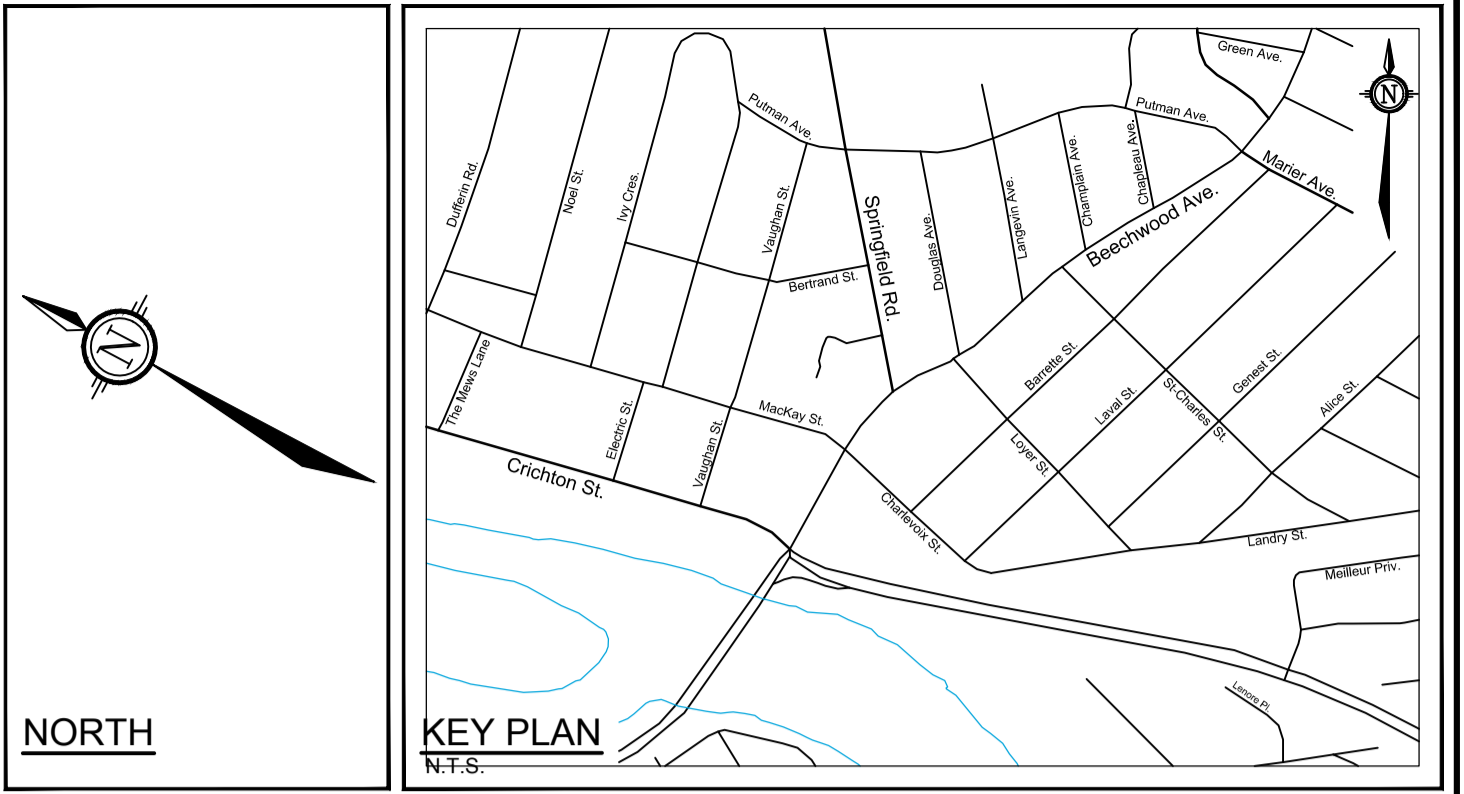 N
NORTH
Green Ave.
N
Putman Ave.
Putman Ave.
Dufferin Rd.
Noel St.
Ivy Cres.
Vaughan St.
Springfield Rd.
Douglas Ave.
Langevin Ave.
Champlain Ave.
Chapleau Ave.
Marier Ave.
Beechwood Ave.
Bertrand St.
The Mews Lane
Electric St.
Vaughan St.
MacKay St.
Barrette St.
Laval St.
St-Charles St.
Genest St.
Alice St.
Loyer St.
Crichton St.
Charlevoix St.
Landry St.
Meilleur Priv.
Lenore Pl.
KEY PLAN
N.T.S.